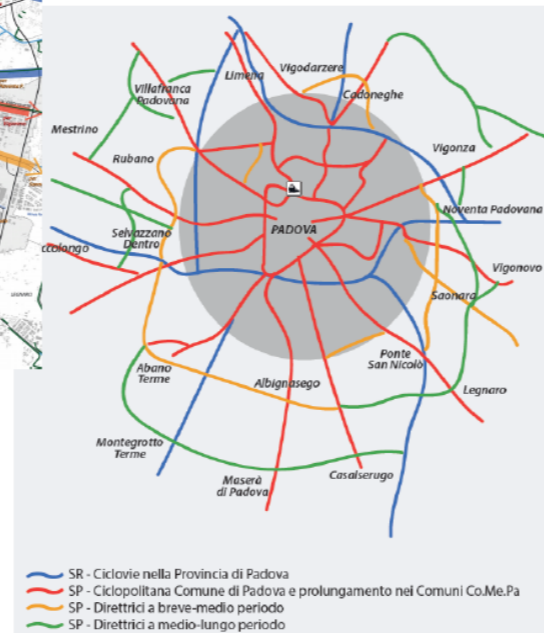 Vigodarzere
Limena
Cadoneghe
Villafranca
Padovana
Mestrino
Vigonza
Rubano
Noventa Padovana
PADOVA
Selvazzano
Dentro
ccolongo
Vigonovo
Saonara
Ponte
San Nicolò
Abano
Terme
Albignasego
Legnaro
Montegrotto
Terme
Maserà
di Padova
Casalserugo
SR - Ciclovie nella Provincia di Padova
SP - Ciclopolitana Comune di Padova e prolungamento nei Comuni Co.Me.Pa
SP - Direttrici a breve-medio periodo
SP - Direttrici a medio-lungo periodo